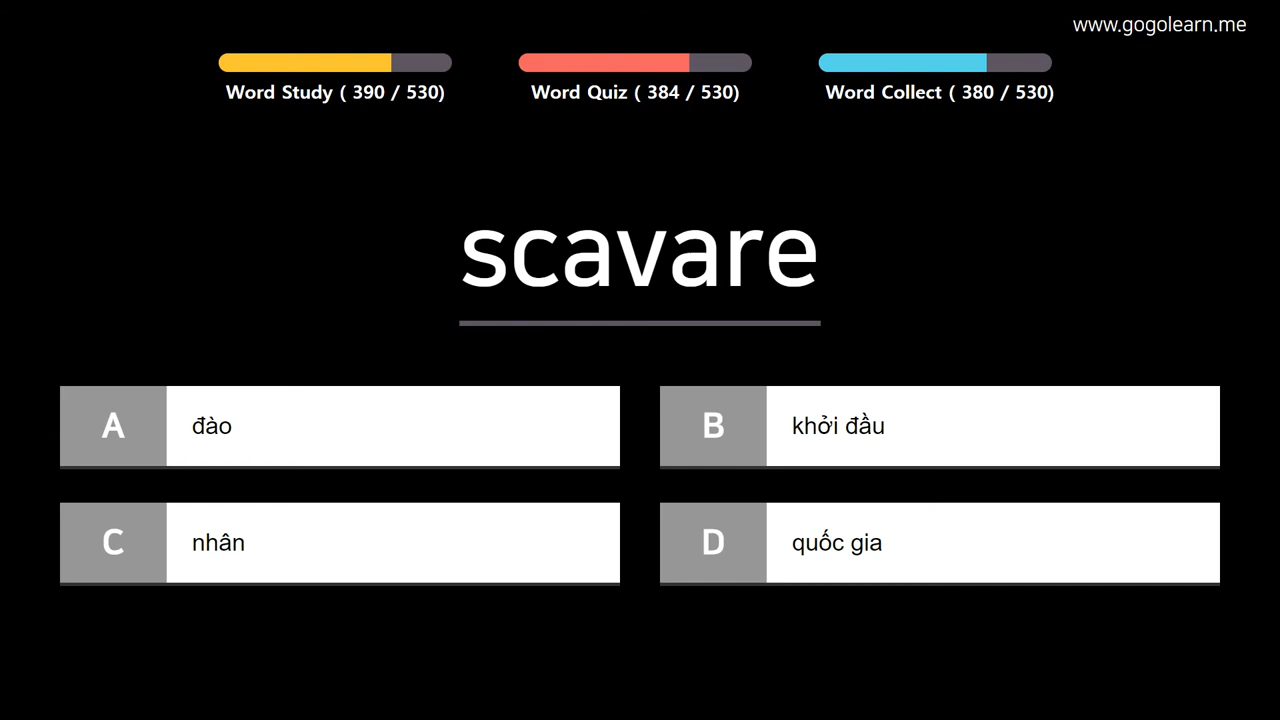 www.gogolearn.me
Word Study ( 390 / 530)
Word Quiz ( 384 / 530)
Word Collect ( 380 / 530)
scavare
A đào
B khởi đầu
C nhân
D quốc gia